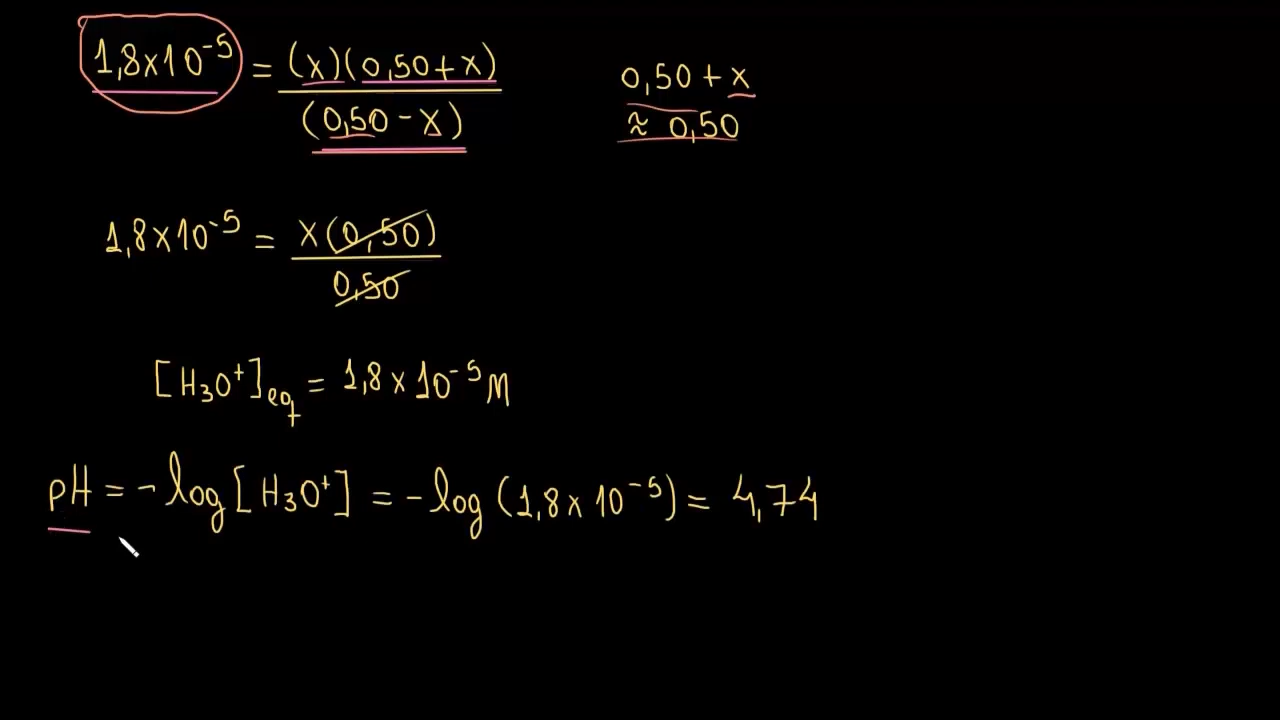 1,8x10⁻⁵ = (x)(0,50+x)
(0,50 - x)
0,50 + x
≈ 0,50
1,8x10⁻⁵ = x(0,50)
0,50
[H₃O⁺]eq = 1,8 x 10⁻⁵ M
pH = -log[H₃O⁺] = -log(1,8 x 10⁻⁵) = 4,74